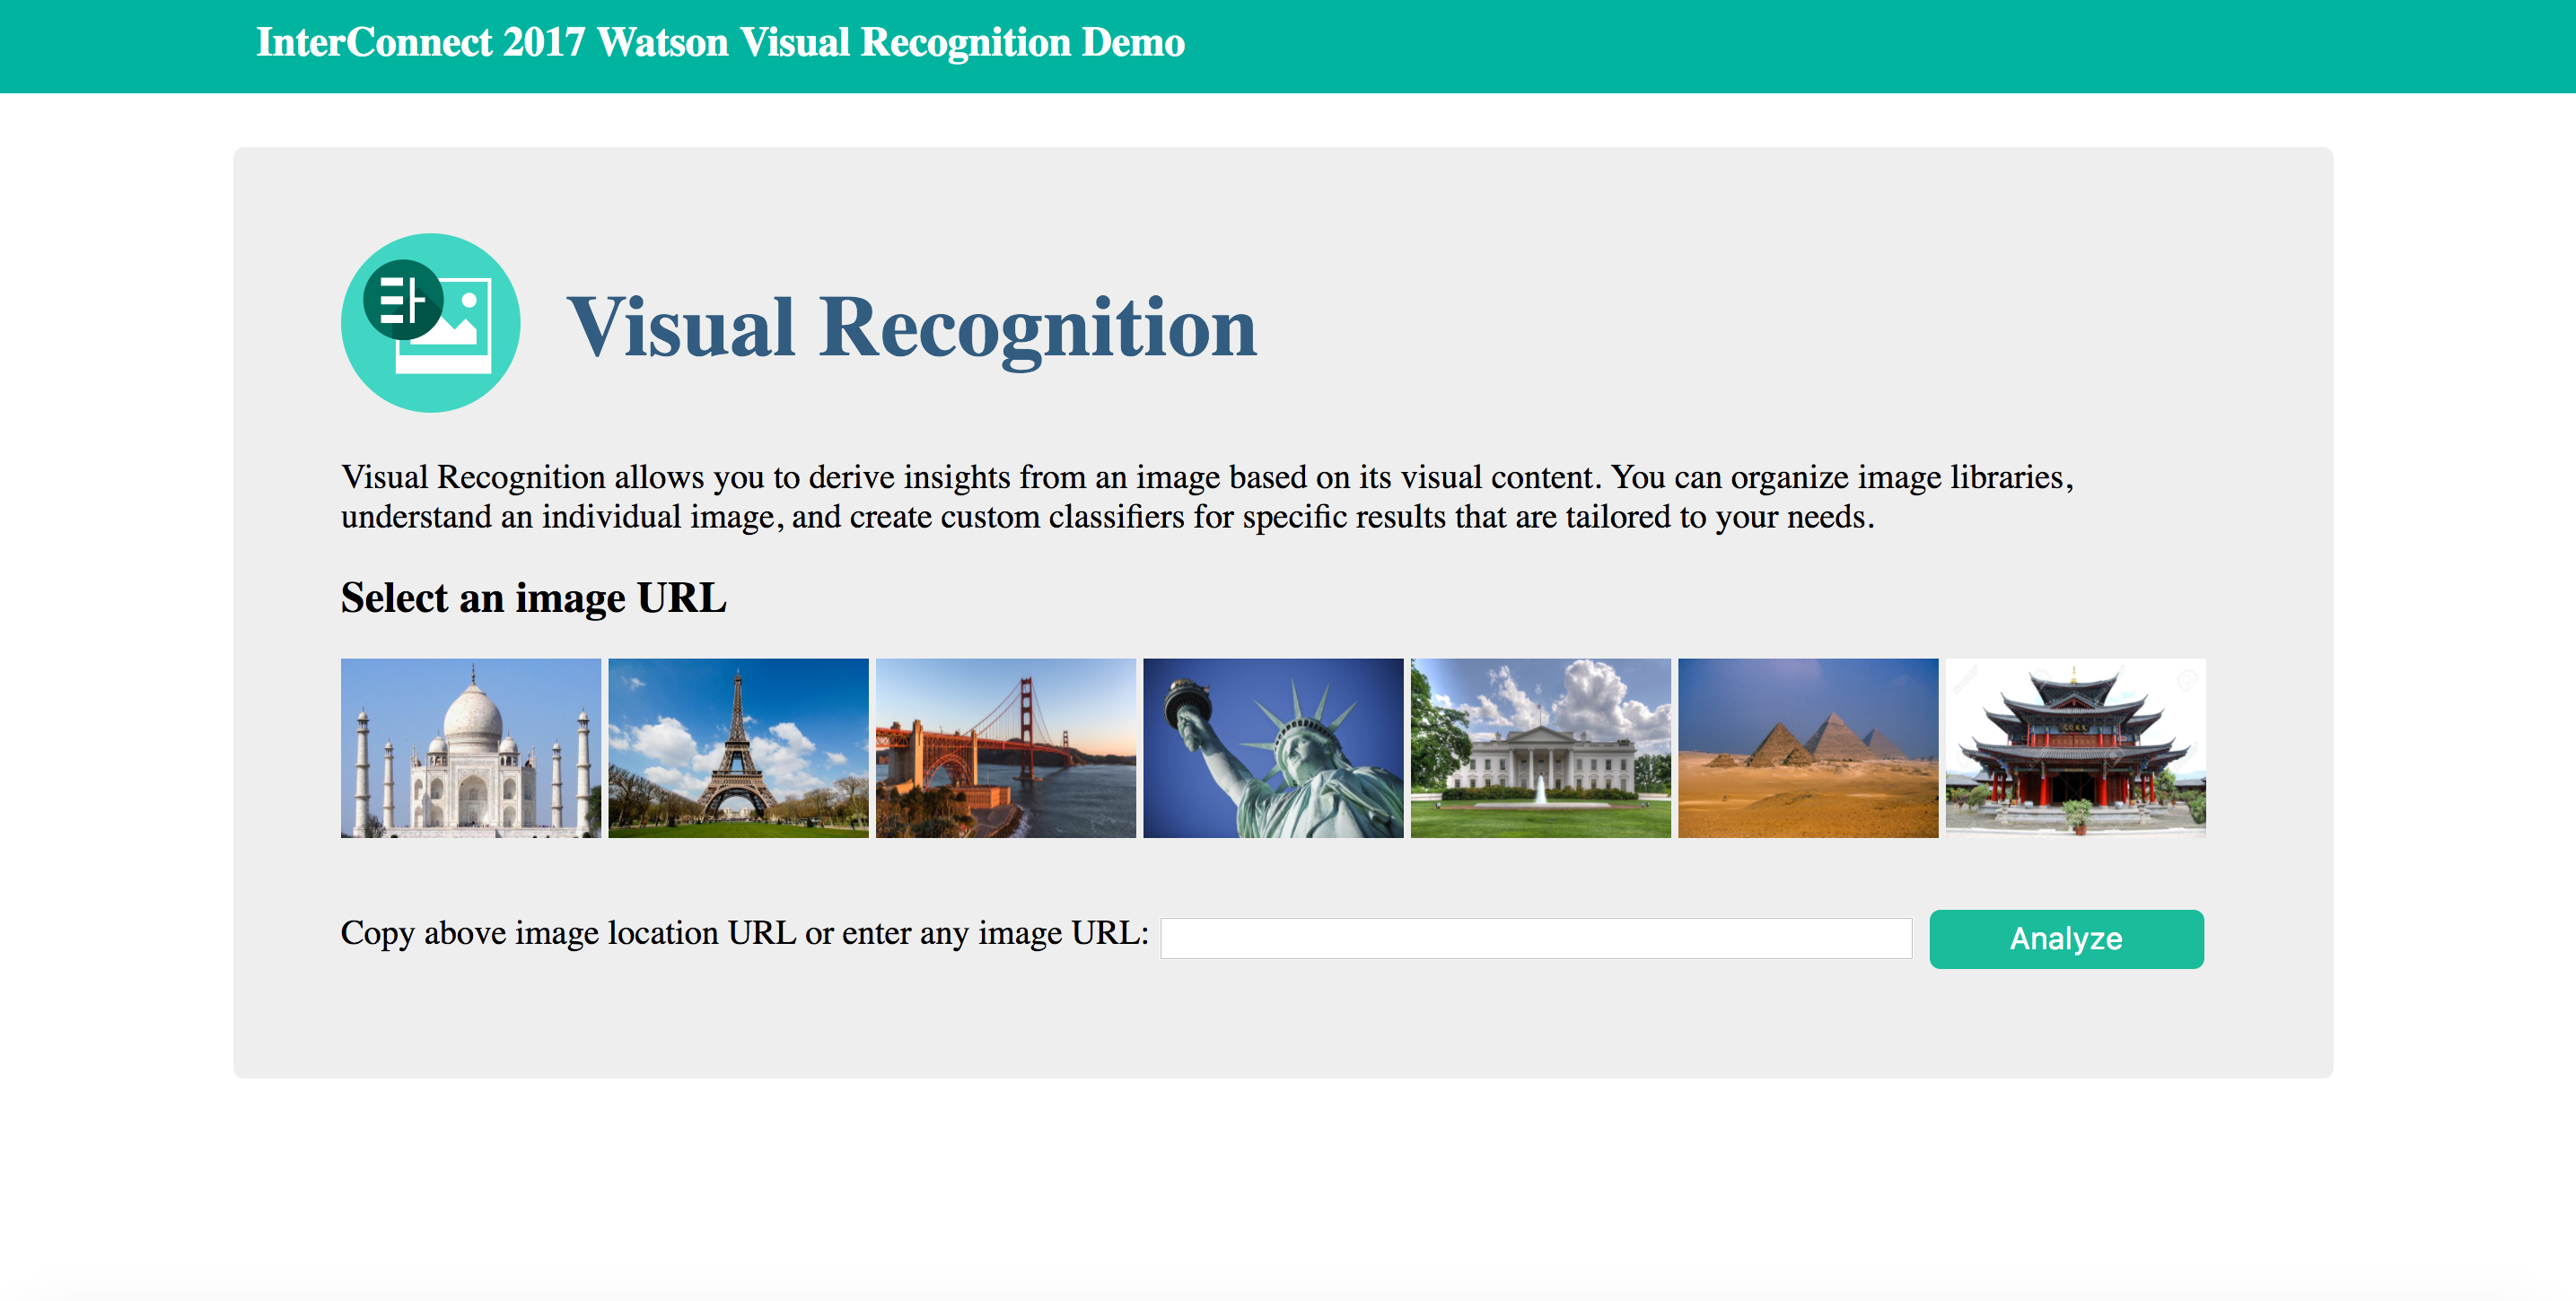 InterConnect 2017 Watson Visual Recognition Demo
Visual Recognition
Visual Recognition allows you to derive insights from an image based on its visual content. You can organize image libraries,
understand an individual image, and create custom classifiers for specific results that are tailored to your needs.
Select an image URL
Copy above image location URL or enter any image URL:
Analyze